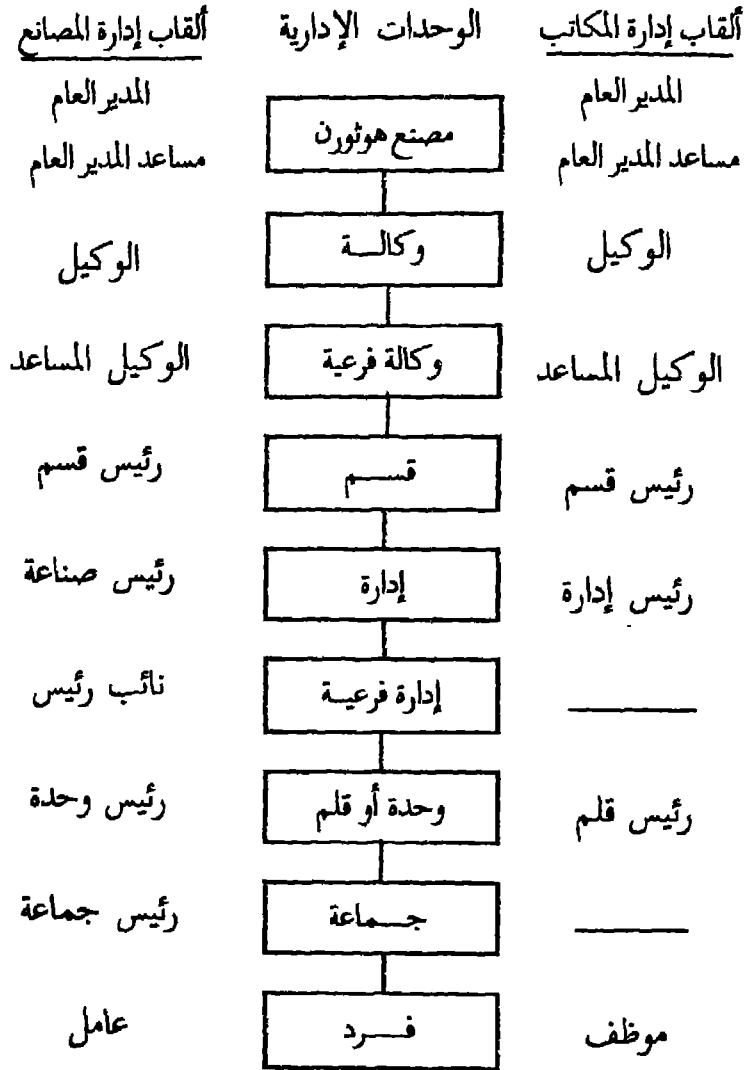 ألقاب إدارة المكاتب الوحدات الإدارية ألقاب إدارة المصانع
المدير العام المدير العام
مصنع هوثورن
مساعد المدير العام مساعد المدير العام
الوكيل وكالة الوكيل
الوكيل المساعد وكالة فرعية الوكيل المساعد
رئيس قسم قسم رئيس قسم
رئيس إدارة إدارة رئيس صناعة
إدارة فرعية نائب رئيس
رئيس قلم وحدة أو قلم رئيس وحدة
جماعة رئيس جماعة
موظف فرد عامل